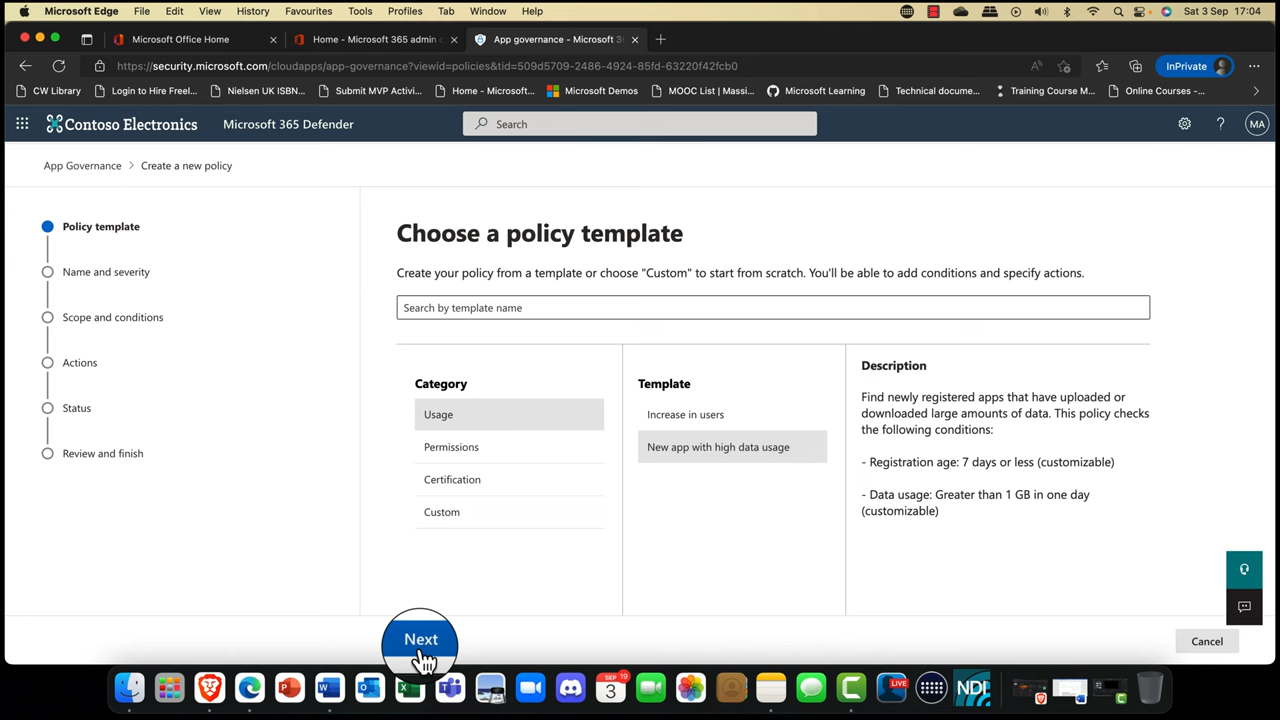 Microsoft Edge File Edit View History Favourites Tools Profiles Tab Window Help Sat 3 Sep 17:04
Microsoft Office Home Home - Microsoft 365 admin App governance - Microsoft 36
https://security.microsoft.com/cloudapps/app-governance?viewid=policies&tid=509d5709-2486-4924-85fd-63220f42fcb0 InPrivate
CW Library Login to Hire Freel... Nielsen UK ISBN... Submit MVP Activi... Home - Microsoft... Microsoft Demos MOOC List | Massi... Microsoft Learning Technical docume... Training Course M... Online Courses -...
Contoso Electronics Microsoft 365 Defender Search ? MA
App Governance > Create a new policy
Policy template
Name and severity
Scope and conditions
Actions
Status
Review and finish
Choose a policy template
Create your policy from a template or choose "Custom" to start from scratch. You'll be able to add conditions and specify actions.
Search by template name
Category
Usage
Permissions
Certification
Custom
Template
Increase in users
New app with high data usage
Description
Find newly registered apps that have uploaded or
downloaded large amounts of data. This policy checks
the following conditions:
- Registration age: 7 days or less (customizable)
- Data usage: Greater than 1 GB in one day
(customizable)
Next
Cancel
SEP 19
3
LIVE
NDI